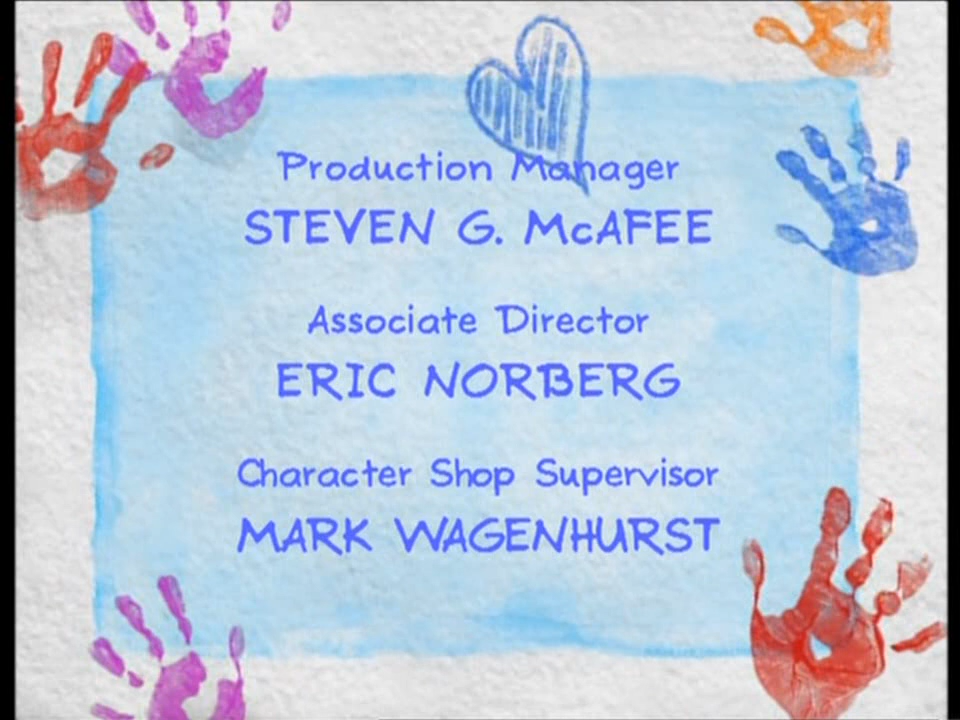 Production Manager
STEVEN G. McAFEE
Associate Director
ERIC NORBERG
Character Shop Supervisor
MARK WAGENHURST